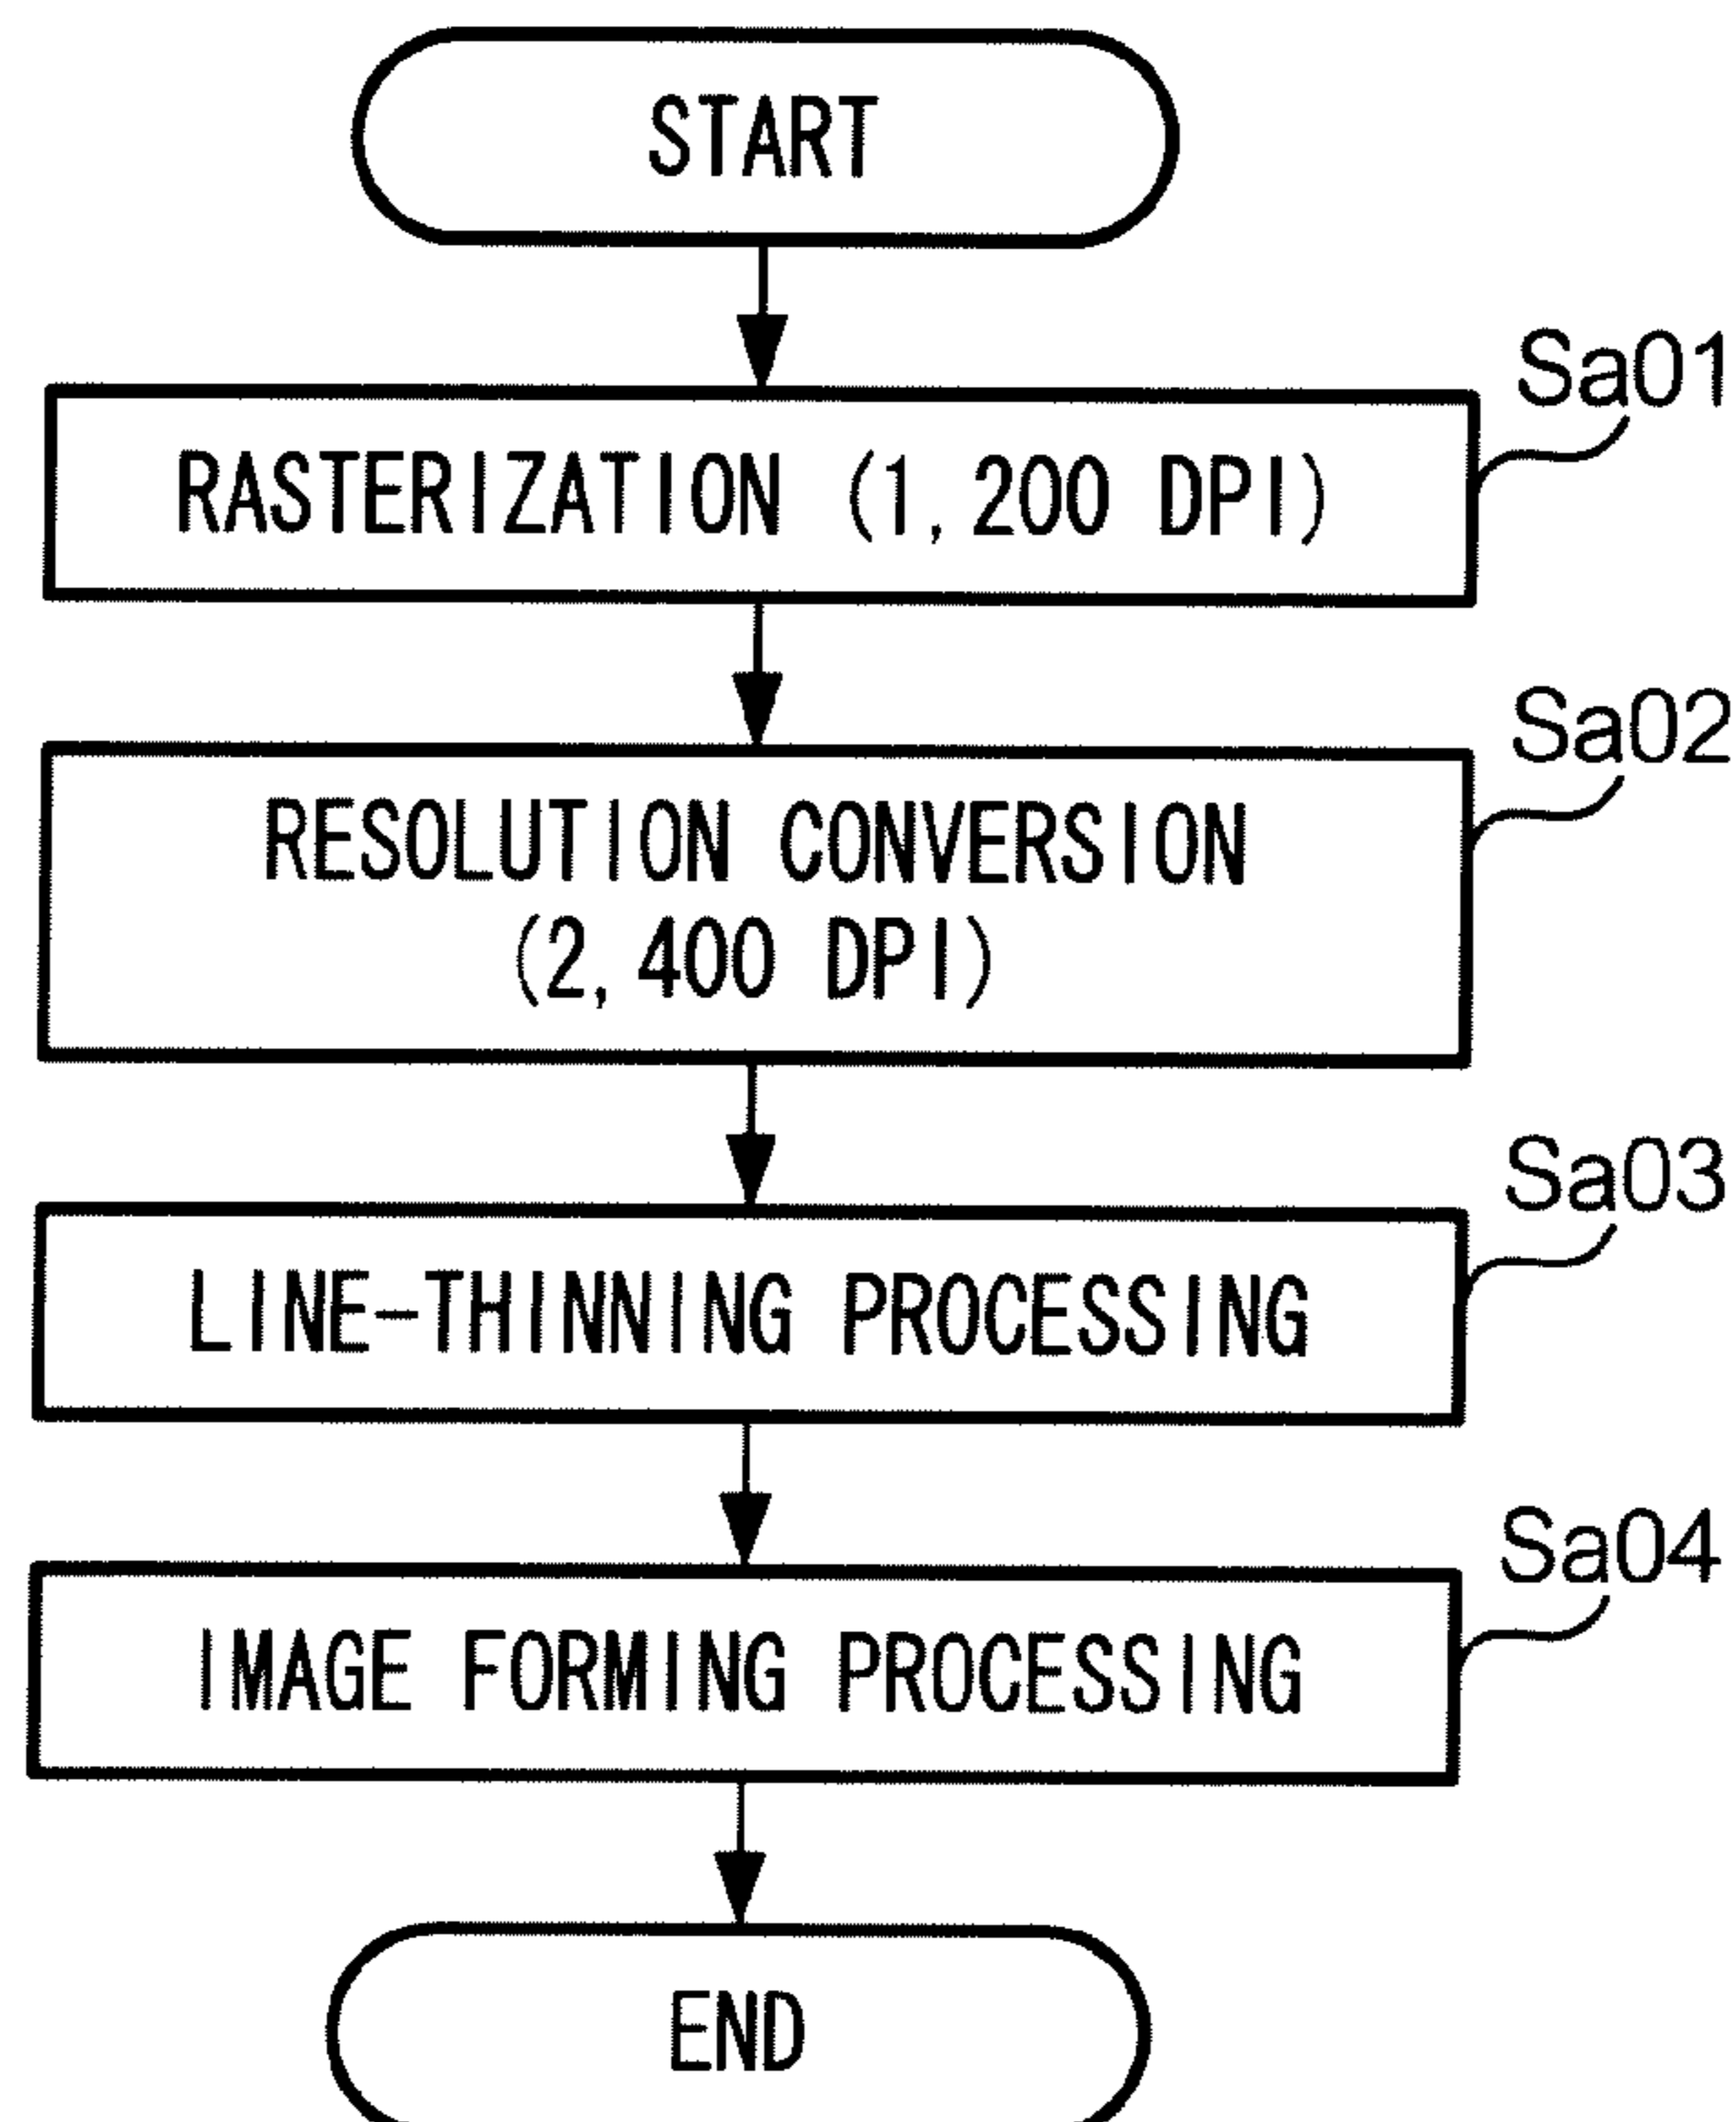 START
Sa01
RASTERIZATION (1,200 DPI)
Sa02
RESOLUTION CONVERSION
(2,400 DPI)
Sa03
LINE-THINNING PROCESSING
Sa04
IMAGE FORMING PROCESSING
END